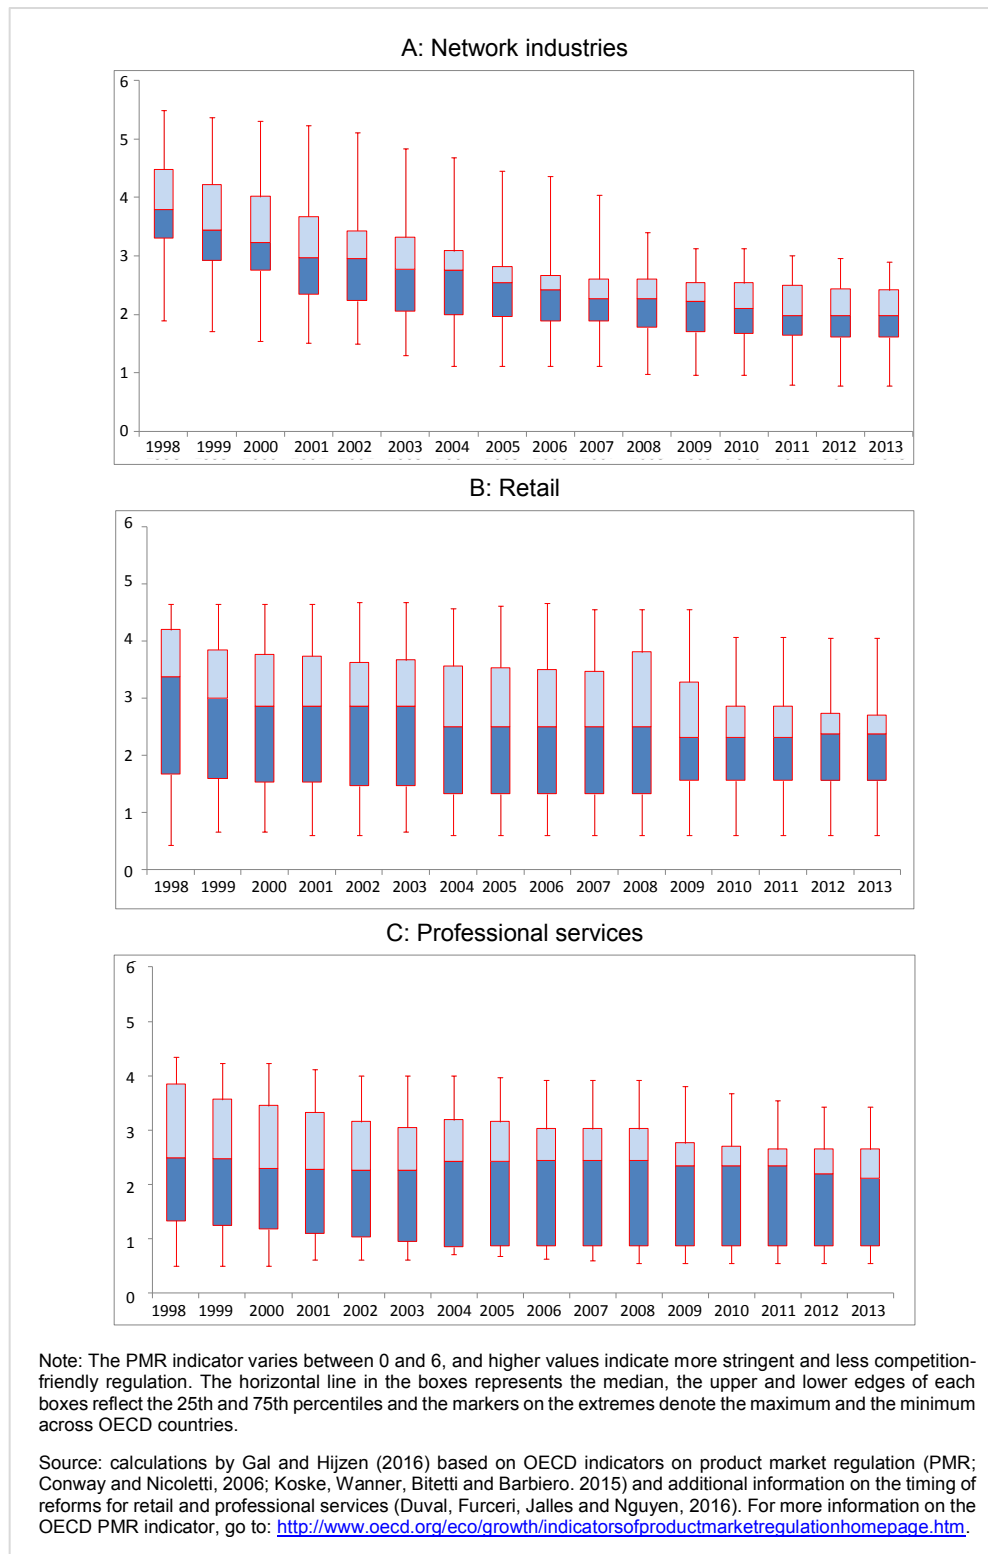 A: Network industries
6
5
4
3
2
1
0
1998 1999 2000 2001 2002 2003 2004 2005 2006 2007 2008 2009 2010 2011 2012 2013
B: Retail
6
5
4
3
2
1
0
1998 1999 2000 2001 2002 2003 2004 2005 2006 2007 2008 2009 2010 2011 2012 2013
C: Professional services
6
5
4
3
2
1
0
1998 1999 2000 2001 2002 2003 2004 2005 2006 2007 2008 2009 2010 2011 2012 2013
Note: The PMR indicator varies between 0 and 6, and higher values indicate more stringent and less competition-
friendly regulation. The horizontal line in the boxes represents the median, the upper and lower edges of each
boxes reflect the 25th and 75th percentiles and the markers on the extremes denote the maximum and the minimum
across OECD countries.
Source: calculations by Gal and Hijzen (2016) based on OECD indicators on product market regulation (PMR;
Conway and Nicoletti, 2006; Koske, Wanner, Bitetti and Barbiero. 2015) and additional information on the timing of
reforms for retail and professional services (Duval, Furceri, Jalles and Nguyen, 2016). For more information on the
OECD PMR indicator, go to: http://www.oecd.org/eco/growth/indicatorsofproductmarketregulationhomepage.htm.